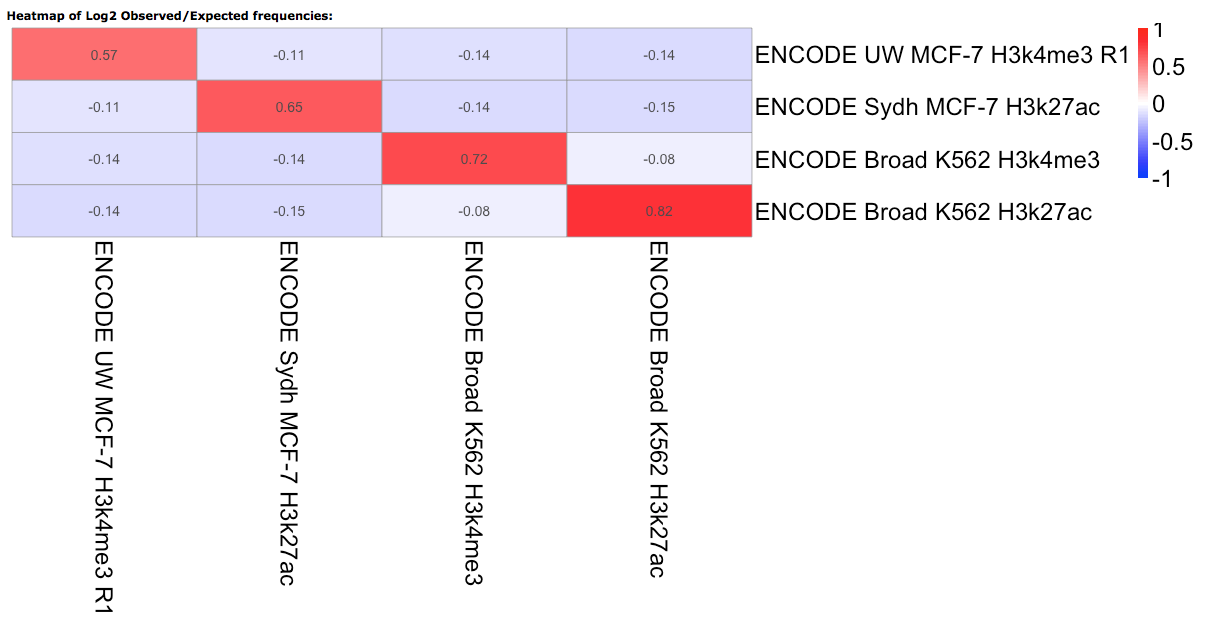 Heatmap of Log2 Observed/Expected frequencies:
0.57 -0.11 -0.14 -0.14 ENCODE UW MCF-7 H3k4me3 R1
-0.11 0.65 -0.14 -0.15 ENCODE Sydh MCF-7 H3k27ac
-0.14 -0.14 0.72 -0.08 ENCODE Broad K562 H3k4me3
-0.14 -0.15 -0.08 0.82 ENCODE Broad K562 H3k27ac
1
0.5
0
-0.5
-1
ENCODE UW MCF-7 H3k4me3 R1
ENCODE Sydh MCF-7 H3k27ac
ENCODE Broad K562 H3k4me3
ENCODE Broad K562 H3k27ac